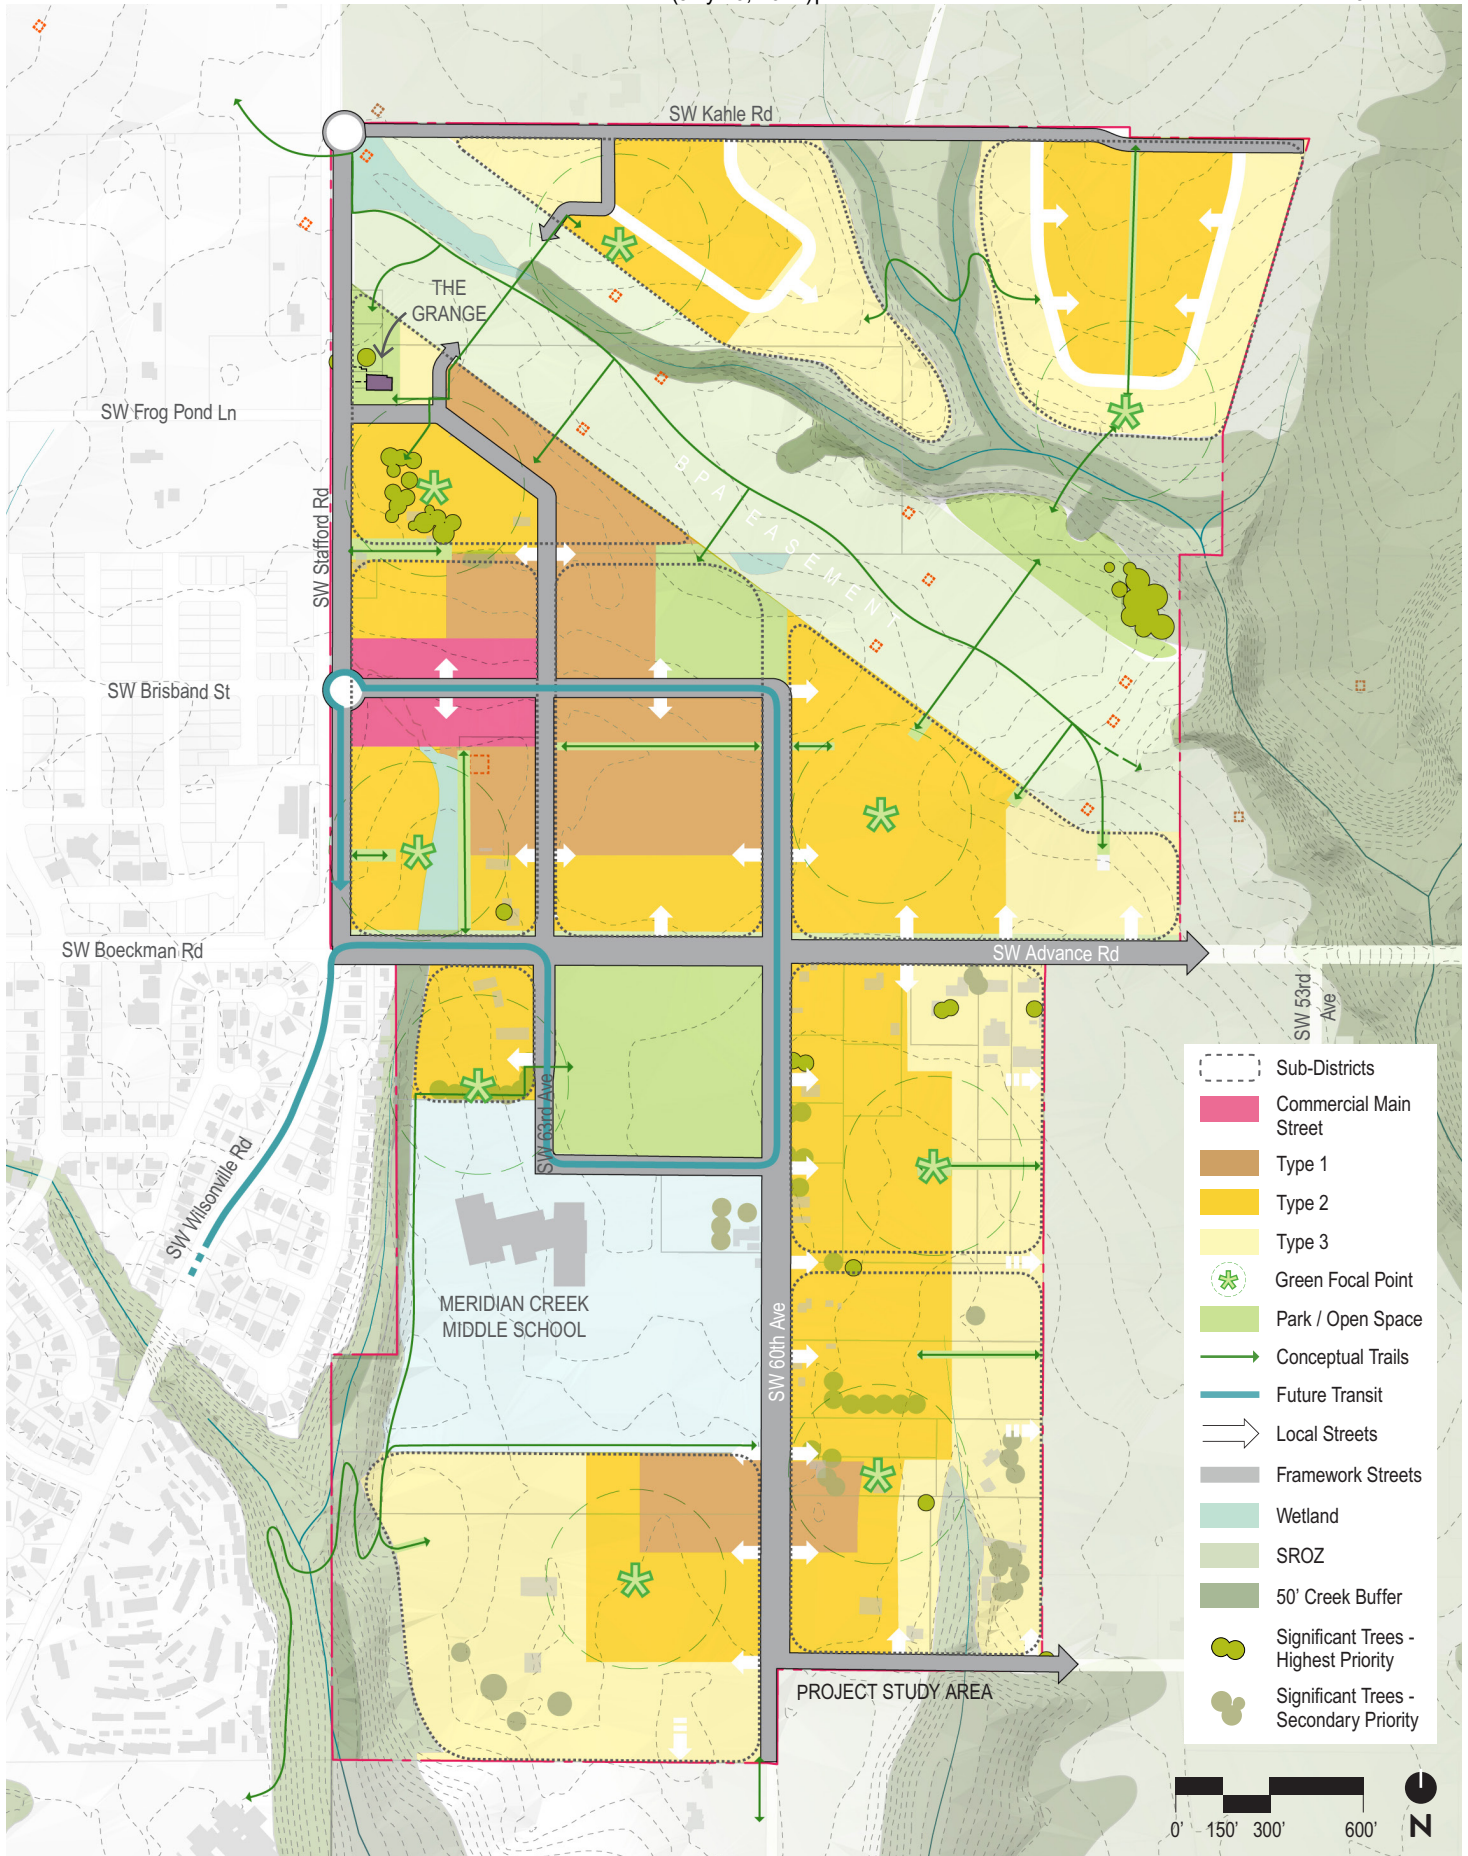 SW Kahle Rd
THE
GRANGE
SW Frog Pond Ln
SW Stafford Rd
BPA EASEMENT
SW Brisband St
SW Boeckman Rd
SW Advance Rd
SW 53rd
Ave
SW 63rd Ave
SW Wilsonville Rd
MERIDIAN CREEK
MIDDLE SCHOOL
SW 60th Ave
PROJECT STUDY AREA
Sub-Districts
Commercial Main
Street
Type 1
Type 2
Type 3
Green Focal Point
Park / Open Space
Conceptual Trails
Future Transit
Local Streets
Framework Streets
Wetland
SROZ
50' Creek Buffer
Significant Trees -
Highest Priority
Significant Trees -
Secondary Priority
0' 150' 300' 600'
N